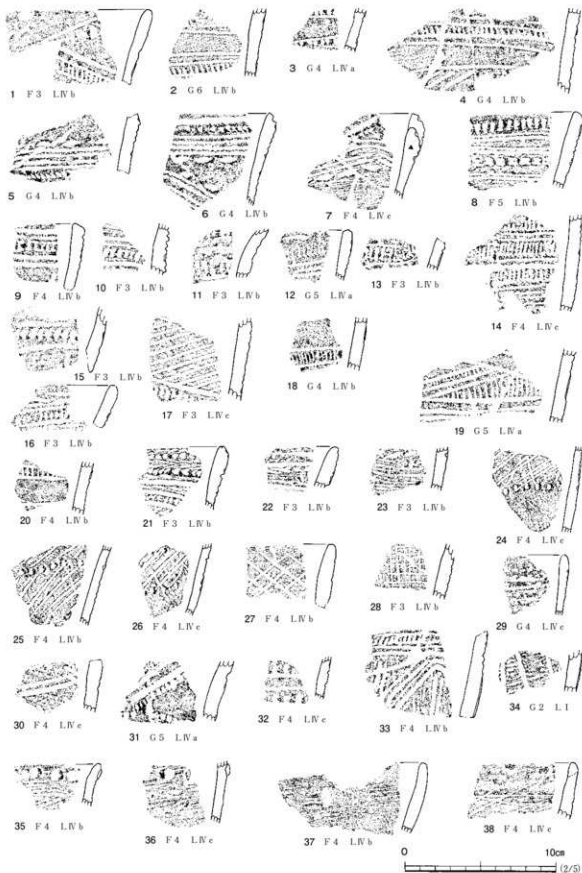 1 F3 LⅣb
2 G6 LⅣb
3 G4 LⅣa
4 G4 LⅣb
5 G4 LⅣb
6 G4 LⅣb
7 F4 LⅣc
8 F5 LⅣb
9 F4 LⅣb
10 F3 LⅣb
11 F3 LⅣb
12 G5 LⅣa
13 F3 LⅣb
14 F4 LⅣc
15 F3 LⅣb
16 F3 LⅣb
17 F3 LⅣc
18 G4 LⅣb
19 G5 LⅣa
20 F4 LⅣb
21 F3 LⅣb
22 F3 LⅣb
23 F3 LⅣb
24 F4 LⅣc
25 F4 LⅣb
26 F4 LⅣc
27 F4 LⅣb
28 F3 LⅣb
29 G4 LⅣc
30 F4 LⅣc
31 G5 LⅣa
32 F4 LⅣc
33 F4 LⅣb
34 G2 LⅠ
35 F4 LⅣb
36 F4 LⅣc
37 F4 LⅣb
38 F4 LⅣc
0 10cm
(2/5)